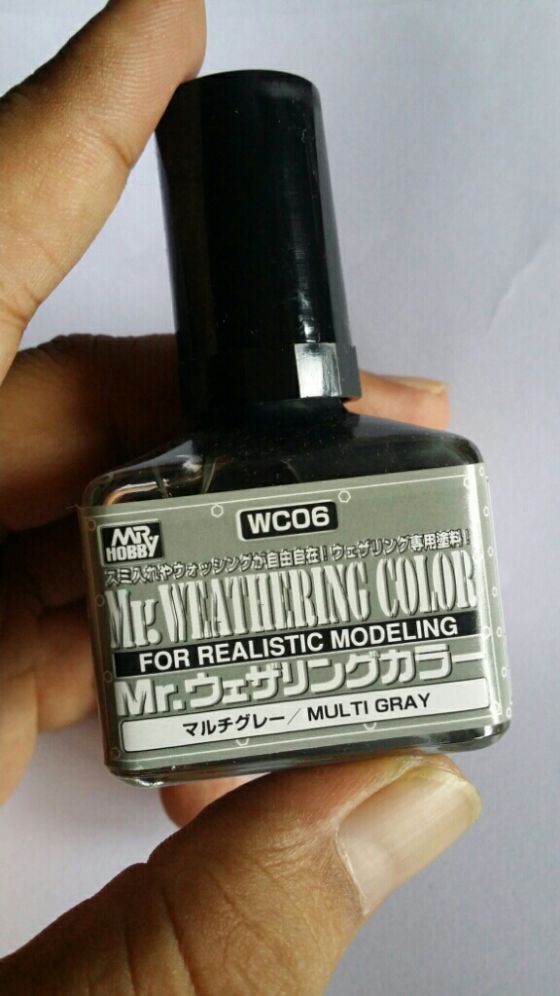 WC06
MR
HOBBY
スミ入れやウォッシングが自由自在!ウェザリング専用塗料!
Mr. WEATHERING COLOR
FOR REALISTIC MODELING
Mr.ウェザリングカラー
マルチグレー/MULTI GRAY